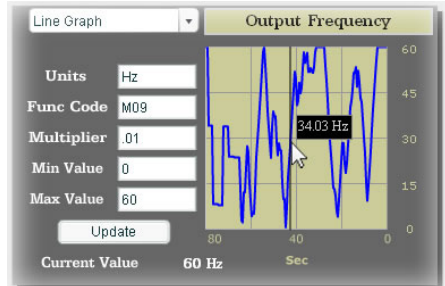 Line Graph
Output Frequency
Units Hz
Func Code M09
Multiplier .01
Min Value 0
Max Value 60
Update
Current Value 60 Hz
60
45
30
15
0
34.03 Hz
80 40 0
Sec